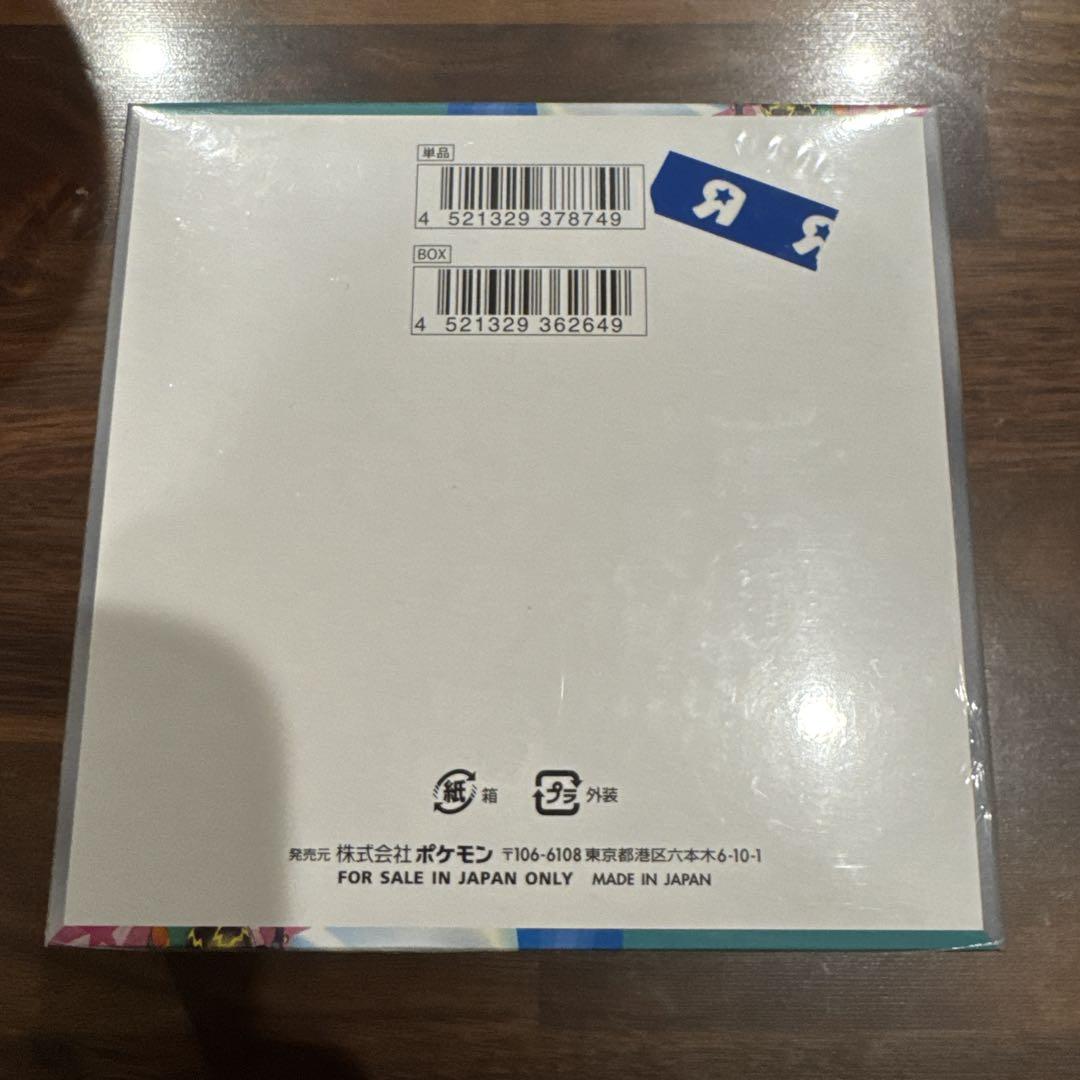 単品
4 521329 378749
BOX
4 521329 362649
R R
紙 箱 プラ 外装
発売元 株式会社 ポケモン 〒106-6108 東京都港区六本木6-10-1
FOR SALE IN JAPAN ONLY MADE IN JAPAN